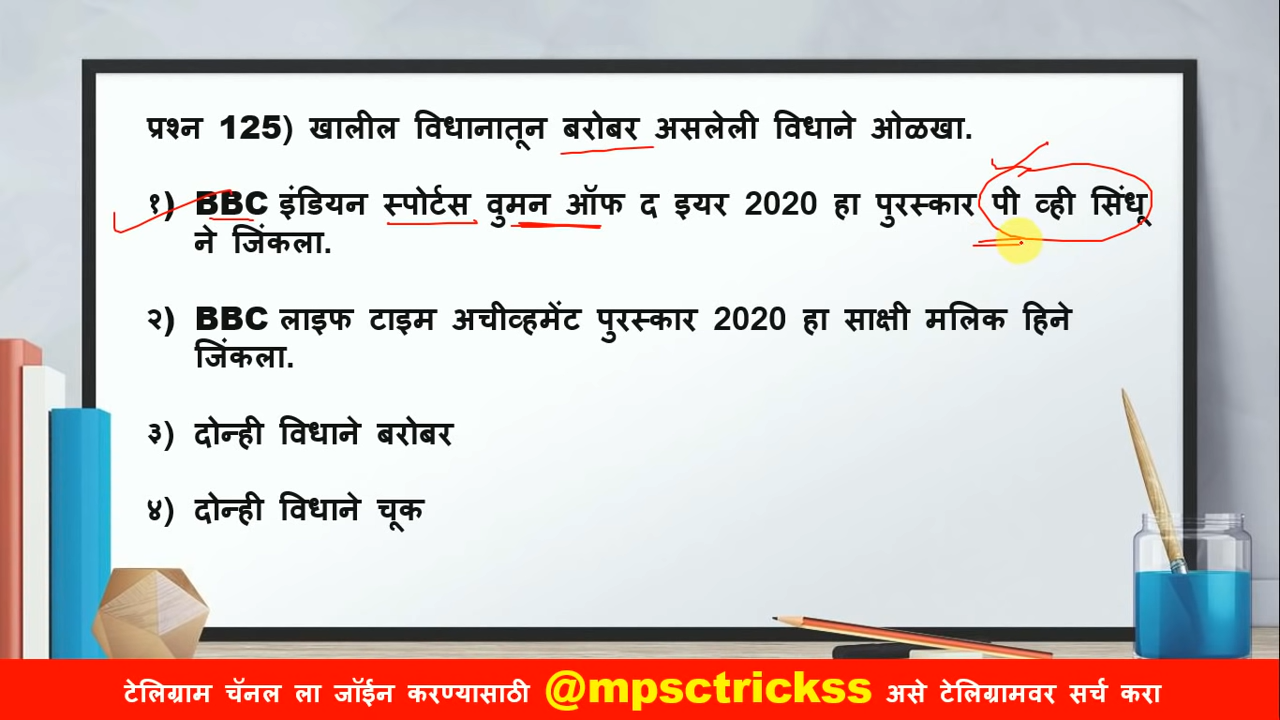 प्रश्न 125) खालील विधानातून बरोबर असलेली विधाने ओळखा.
१) BBC इंडियन स्पोर्टस वुमन ऑफ द इयर 2020 हा पुरस्कार पी व्ही सिंधू
ने जिंकला.
२) BBC लाइफ टाइम अचीव्हमेंट पुरस्कार 2020 हा साक्षी मलिक हिने
जिंकला.
३) दोन्ही विधाने बरोबर
४) दोन्ही विधाने चूक
टेलिग्राम चॅनल ला जॉईन करण्यासाठी @mpsctrickss असे टेलिग्रामवर सर्च करा